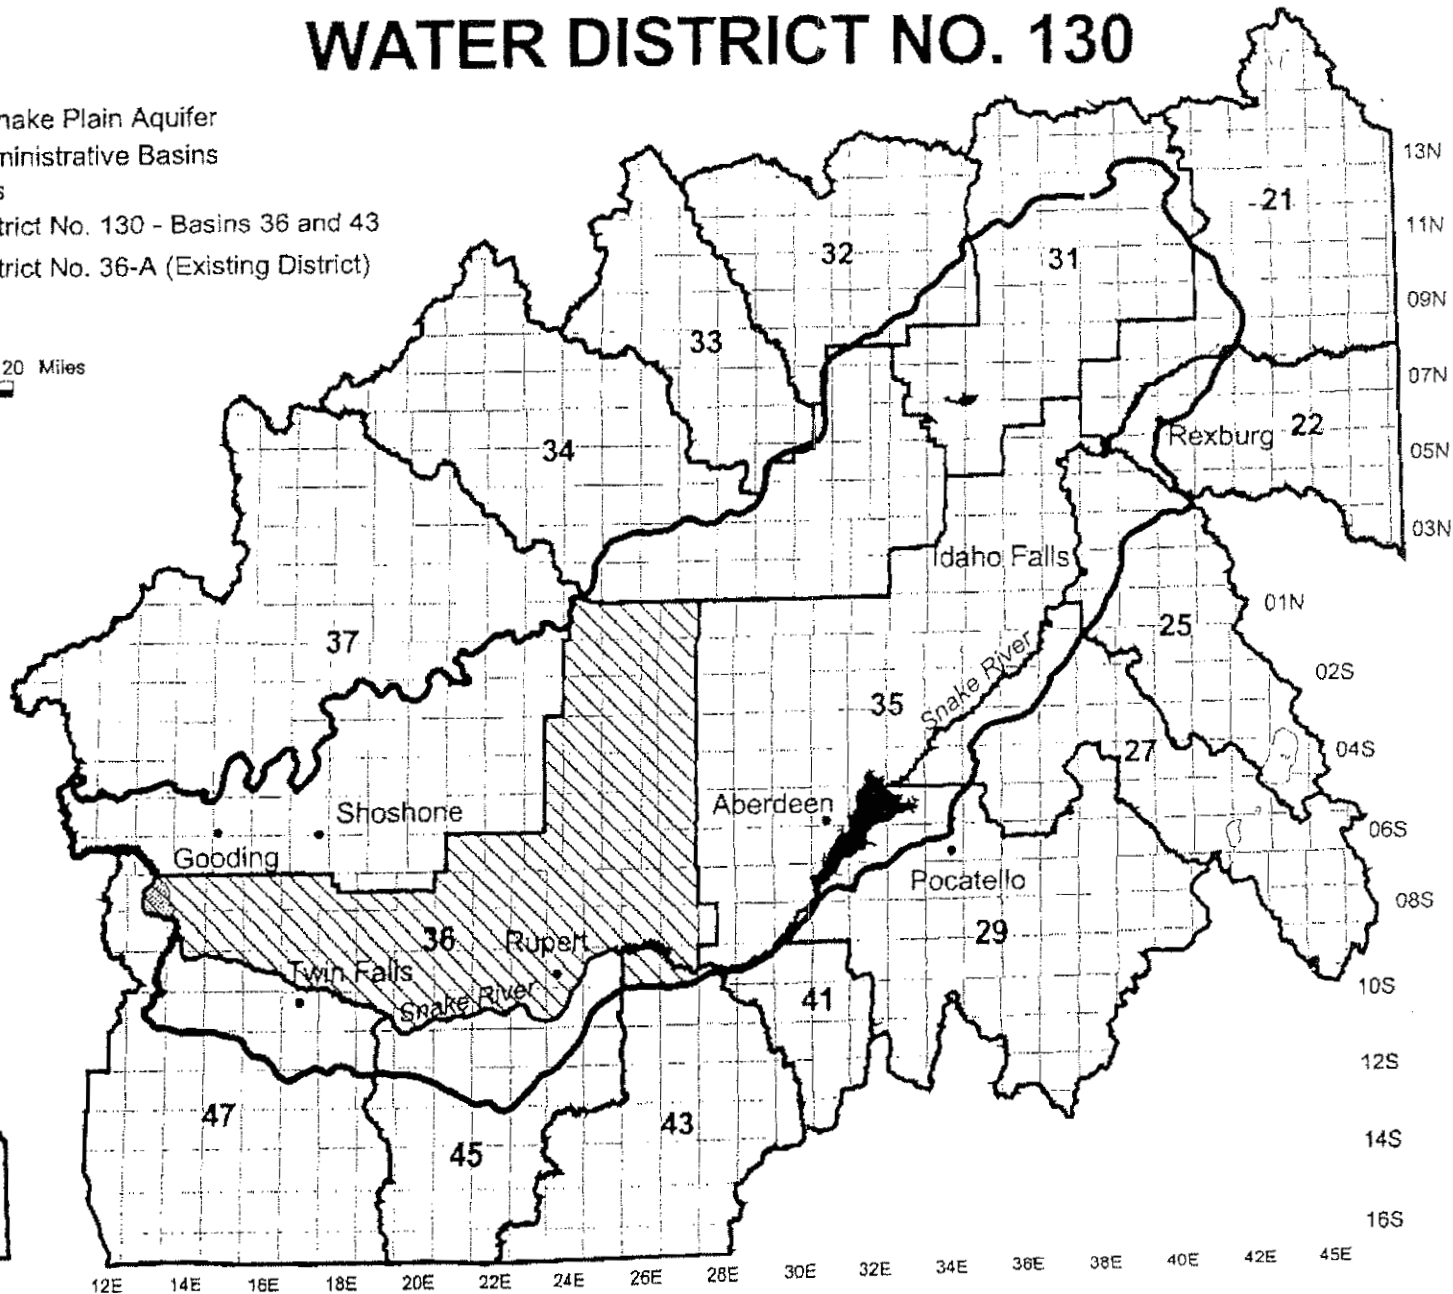 WATER DISTRICT NO. 130
nake Plain Aquifer
ministrative Basins
s
trict No. 130 - Basins 36 and 43
trict No. 36-A (Existing District)
20 Miles
13N
21
11N
32
31
09N
33
07N
22
Rexburg
05N
34
03N
Idaho Falls
01N
25
37
02S
Snake River
35
04S
27
Aberdeen
Shoshone
06S
Gooding
Pocatello
08S
29
36
Rupert
Twin Falls
10S
41
Snake River
12S
47
43
14S
45
16S
12E 14E 16E 18E 20E 22E 24E 26E 28E 30E 32E 34E 36E 38E 40E 42E 45E